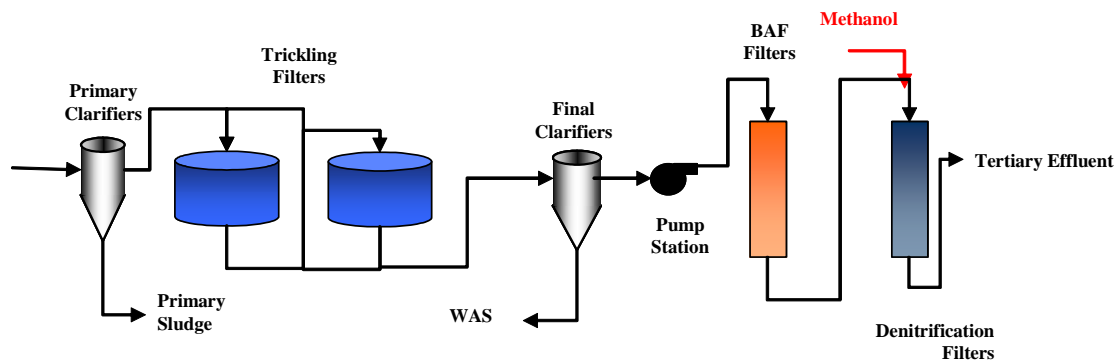 Primary
Clarifiers
Trickling
Filters
Final
Clarifiers
BAF
Filters
Methanol
Tertiary Effluent
Pump
Station
Primary
Sludge
WAS
Denitrification
Filters